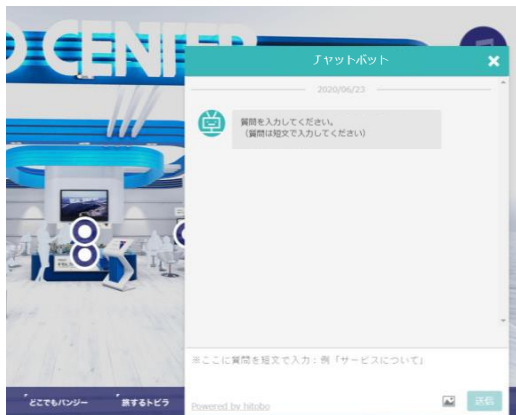 O CENTER
チャットボット
2020/06/23
質問を入力してください。
（質問は短文で入力してください）
※ここに質問を短文で入力：例「サービスについて」
どこでもパンジー
旅するトビラ
Powered by hitobo
送信